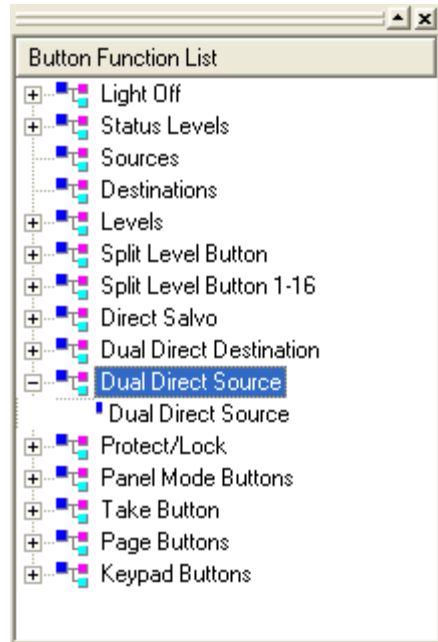 Button Function List
Light Off
Status Levels
Sources
Destinations
Levels
Split Level Button
Split Level Button 1-16
Direct Salvo
Dual Direct Destination
Dual Direct Source
Dual Direct Source
Protect/Lock
Panel Mode Buttons
Take Button
Page Buttons
Keypad Buttons